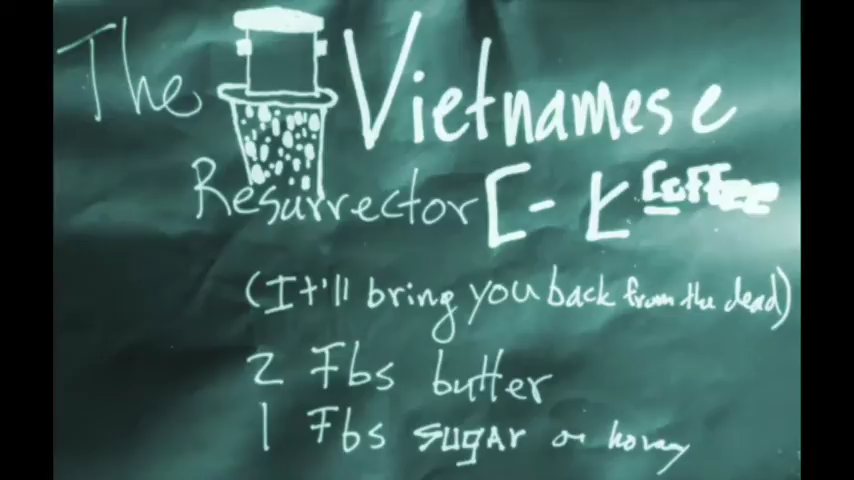 The Vietnamese
Resurrector C-K Coffee
(It'll bring you back from the dead)
2 Tbs butter
1 Tbs sugar or honey